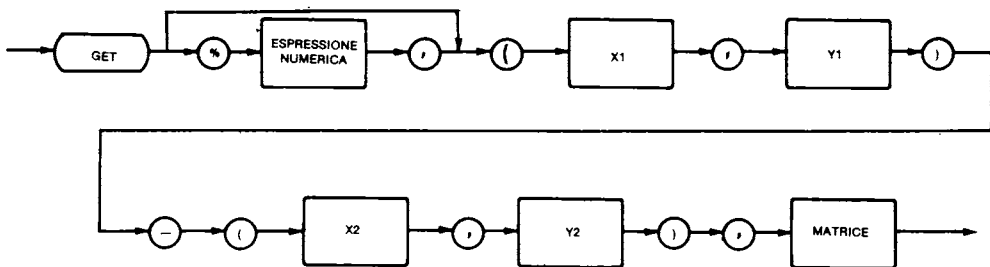 GET % ESPRESSIONE NUMERICA , ( X1 , Y1 )
- ( X2 , Y2 ) , MATRICE